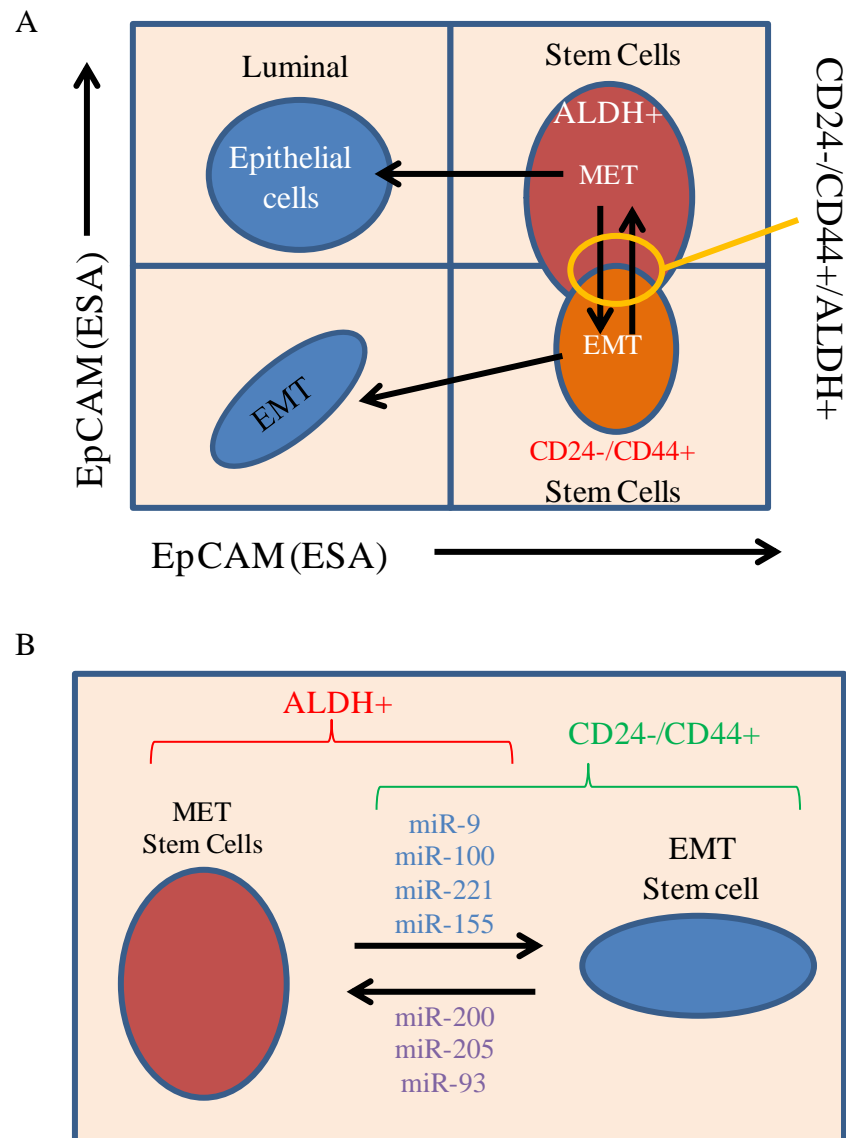 A
EpCAM (ESA)
Luminal
Epithelial
cells
Stem Cells
ALDH+
MET
EMT
EMT
CD24-/CD44+
Stem Cells
CD24-/CD44+/ALDH+
EpCAM (ESA)
B
ALDH+
CD24-/CD44+
MET
Stem Cells
miR-9
miR-100
miR-221
miR-155
EMT
Stem cell
miR-200
miR-205
miR-93